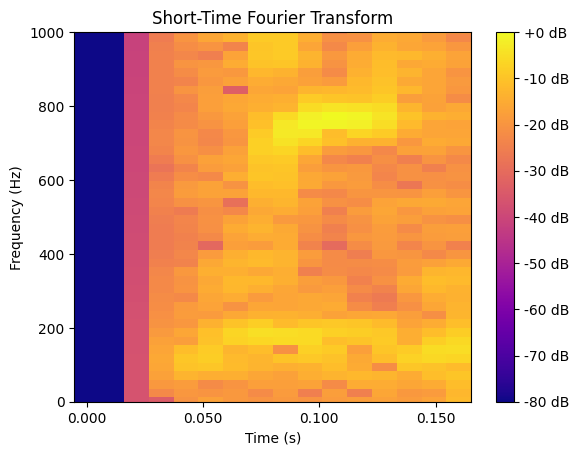 Short-Time Fourier Transform
1000
800
600
400
200
0
Frequency (Hz)
0.000
0.050
0.100
0.150
Time (s)
+0 dB
-10 dB
-20 dB
-30 dB
-40 dB
-50 dB
-60 dB
-70 dB
-80 dB